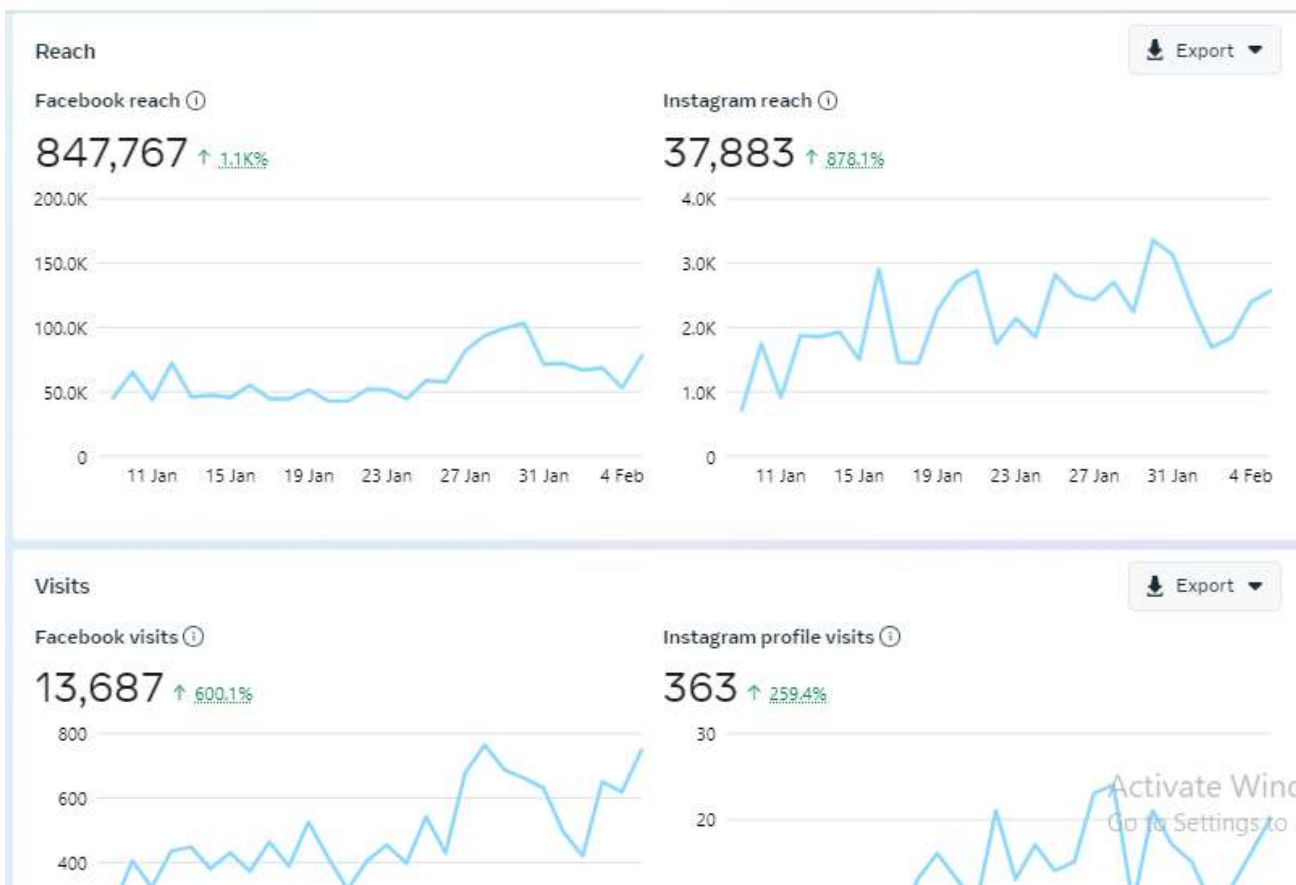 Reach
Export
Facebook reach
Instagram reach
847,767 ↑ 1.1K%
37,883 ↑ 878.1%
200.0K
150.0K
100.0K
50.0K
0
11 Jan 15 Jan 19 Jan 23 Jan 27 Jan 31 Jan 4 Feb
4.0K
3.0K
2.0K
1.0K
0
11 Jan 15 Jan 19 Jan 23 Jan 27 Jan 31 Jan 4 Feb
Visits
Export
Facebook visits
Instagram profile visits
13,687 ↑ 600.1%
363 ↑ 259.4%
800
600
400
30
20
Activate Wind
Go to Settings to